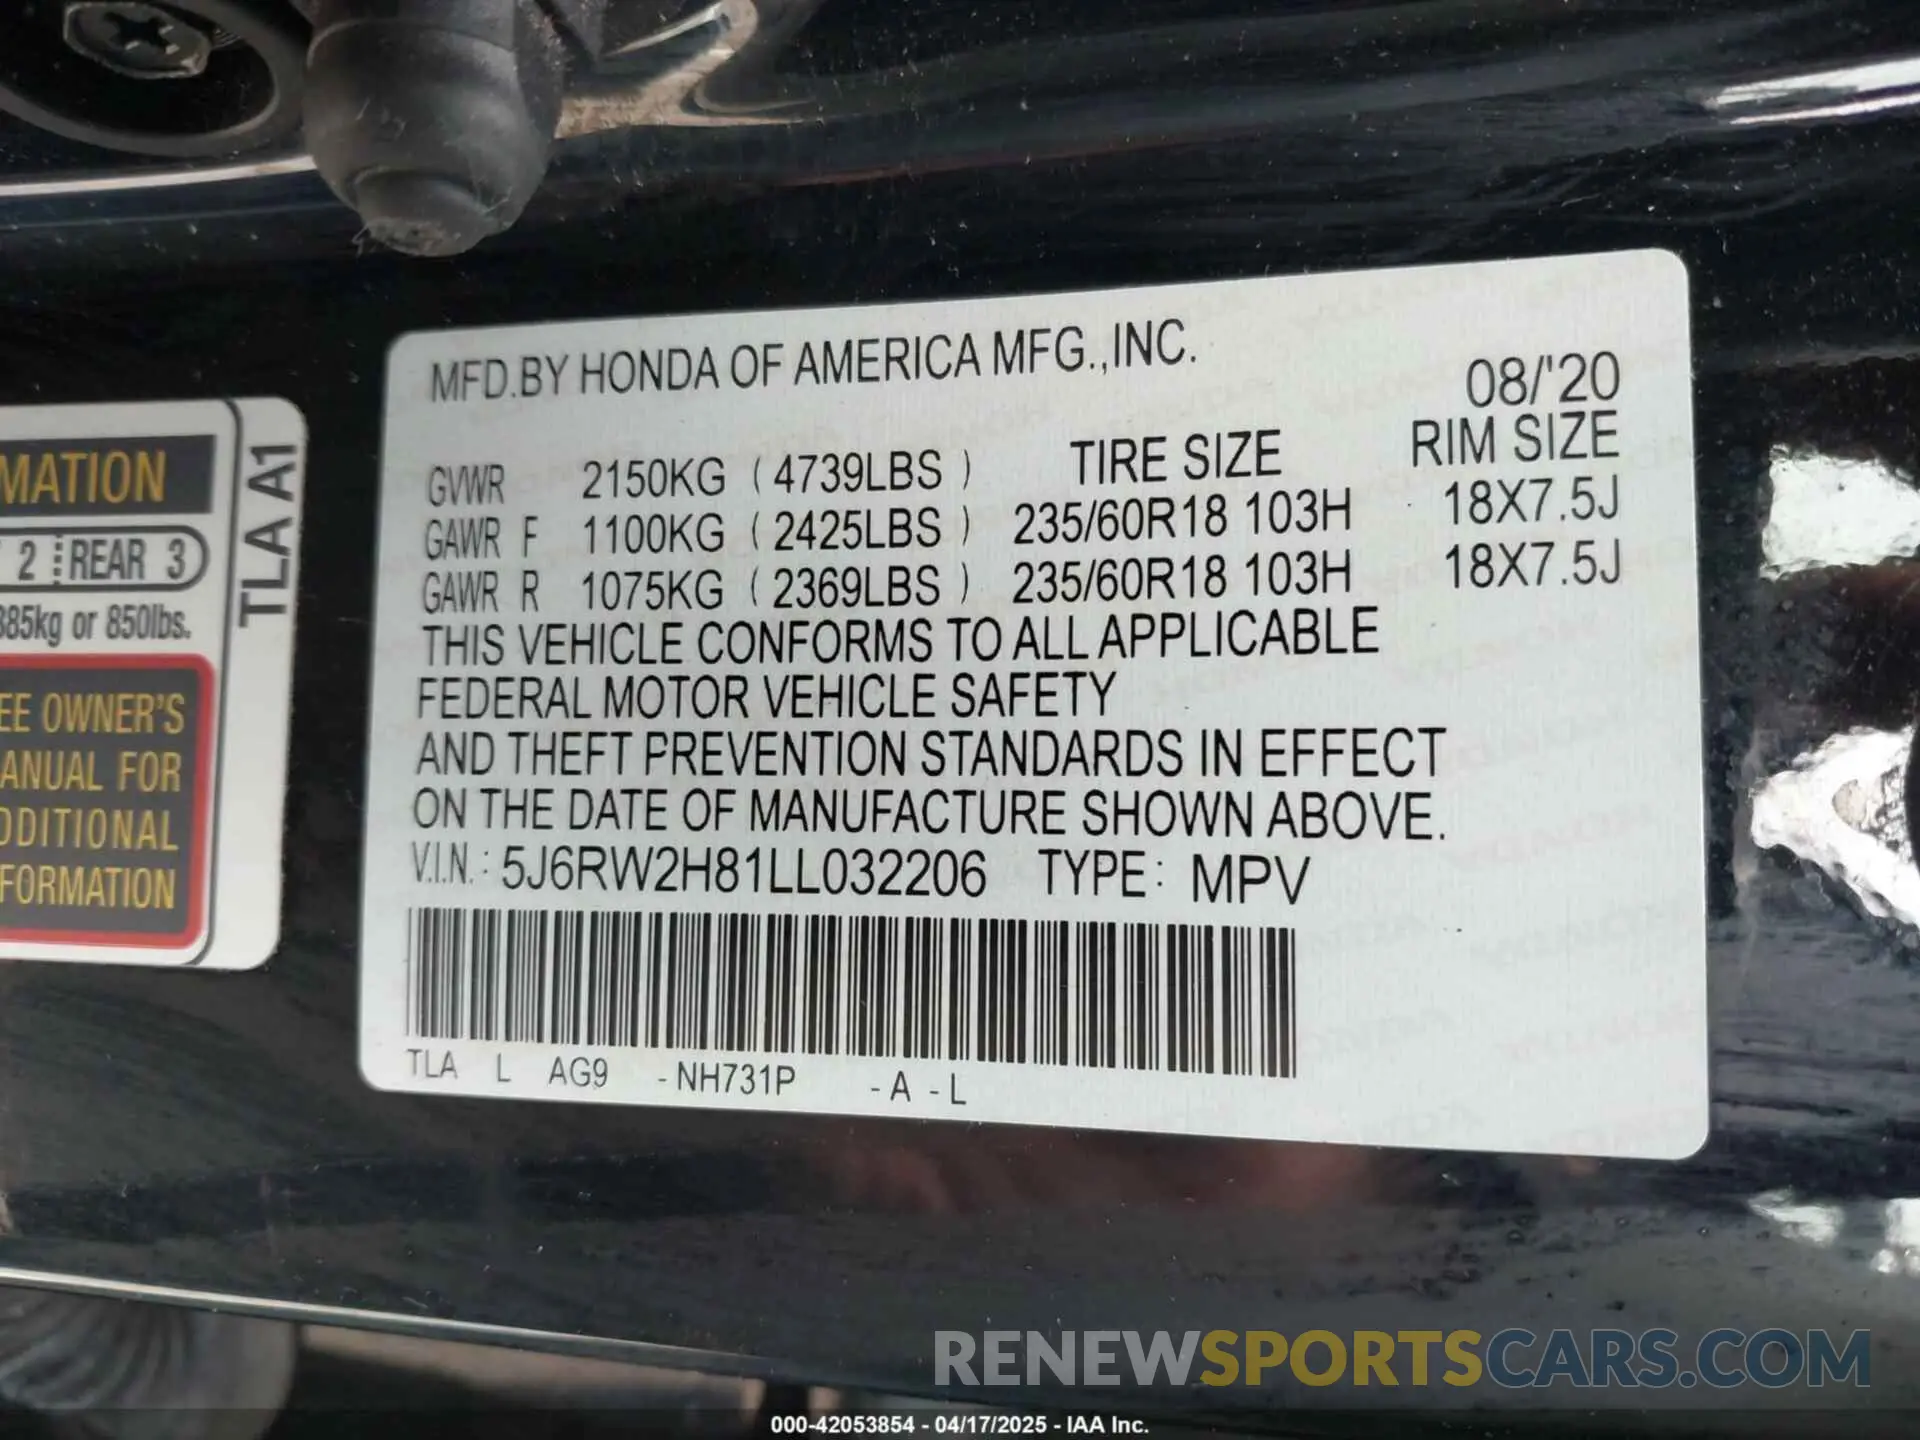 MFD.BY HONDA OF AMERICA MFG.,INC.
08/'20
GVWR 2150KG ( 4739LBS ) TIRE SIZE RIM SIZE
GAWR F 1100KG ( 2425LBS ) 235/60R18 103H 18X7.5J
GAWR R 1075KG ( 2369LBS ) 235/60R18 103H 18X7.5J
THIS VEHICLE CONFORMS TO ALL APPLICABLE
FEDERAL MOTOR VEHICLE SAFETY
AND THEFT PREVENTION STANDARDS IN EFFECT
ON THE DATE OF MANUFACTURE SHOWN ABOVE.
V.I.N.: 5J6RW2H81LL032206 TYPE: MPV
TLA L AG9 -NH731P -A -L
MATION
2 REAR 3
385kg or 850lbs.
EE OWNER'S
ANUAL FOR
DDITIONAL
FORMATION
TLA A1
RENEWSPORTSCARS.COM
000-42053854 - 04/17/2025 - IAA Inc.